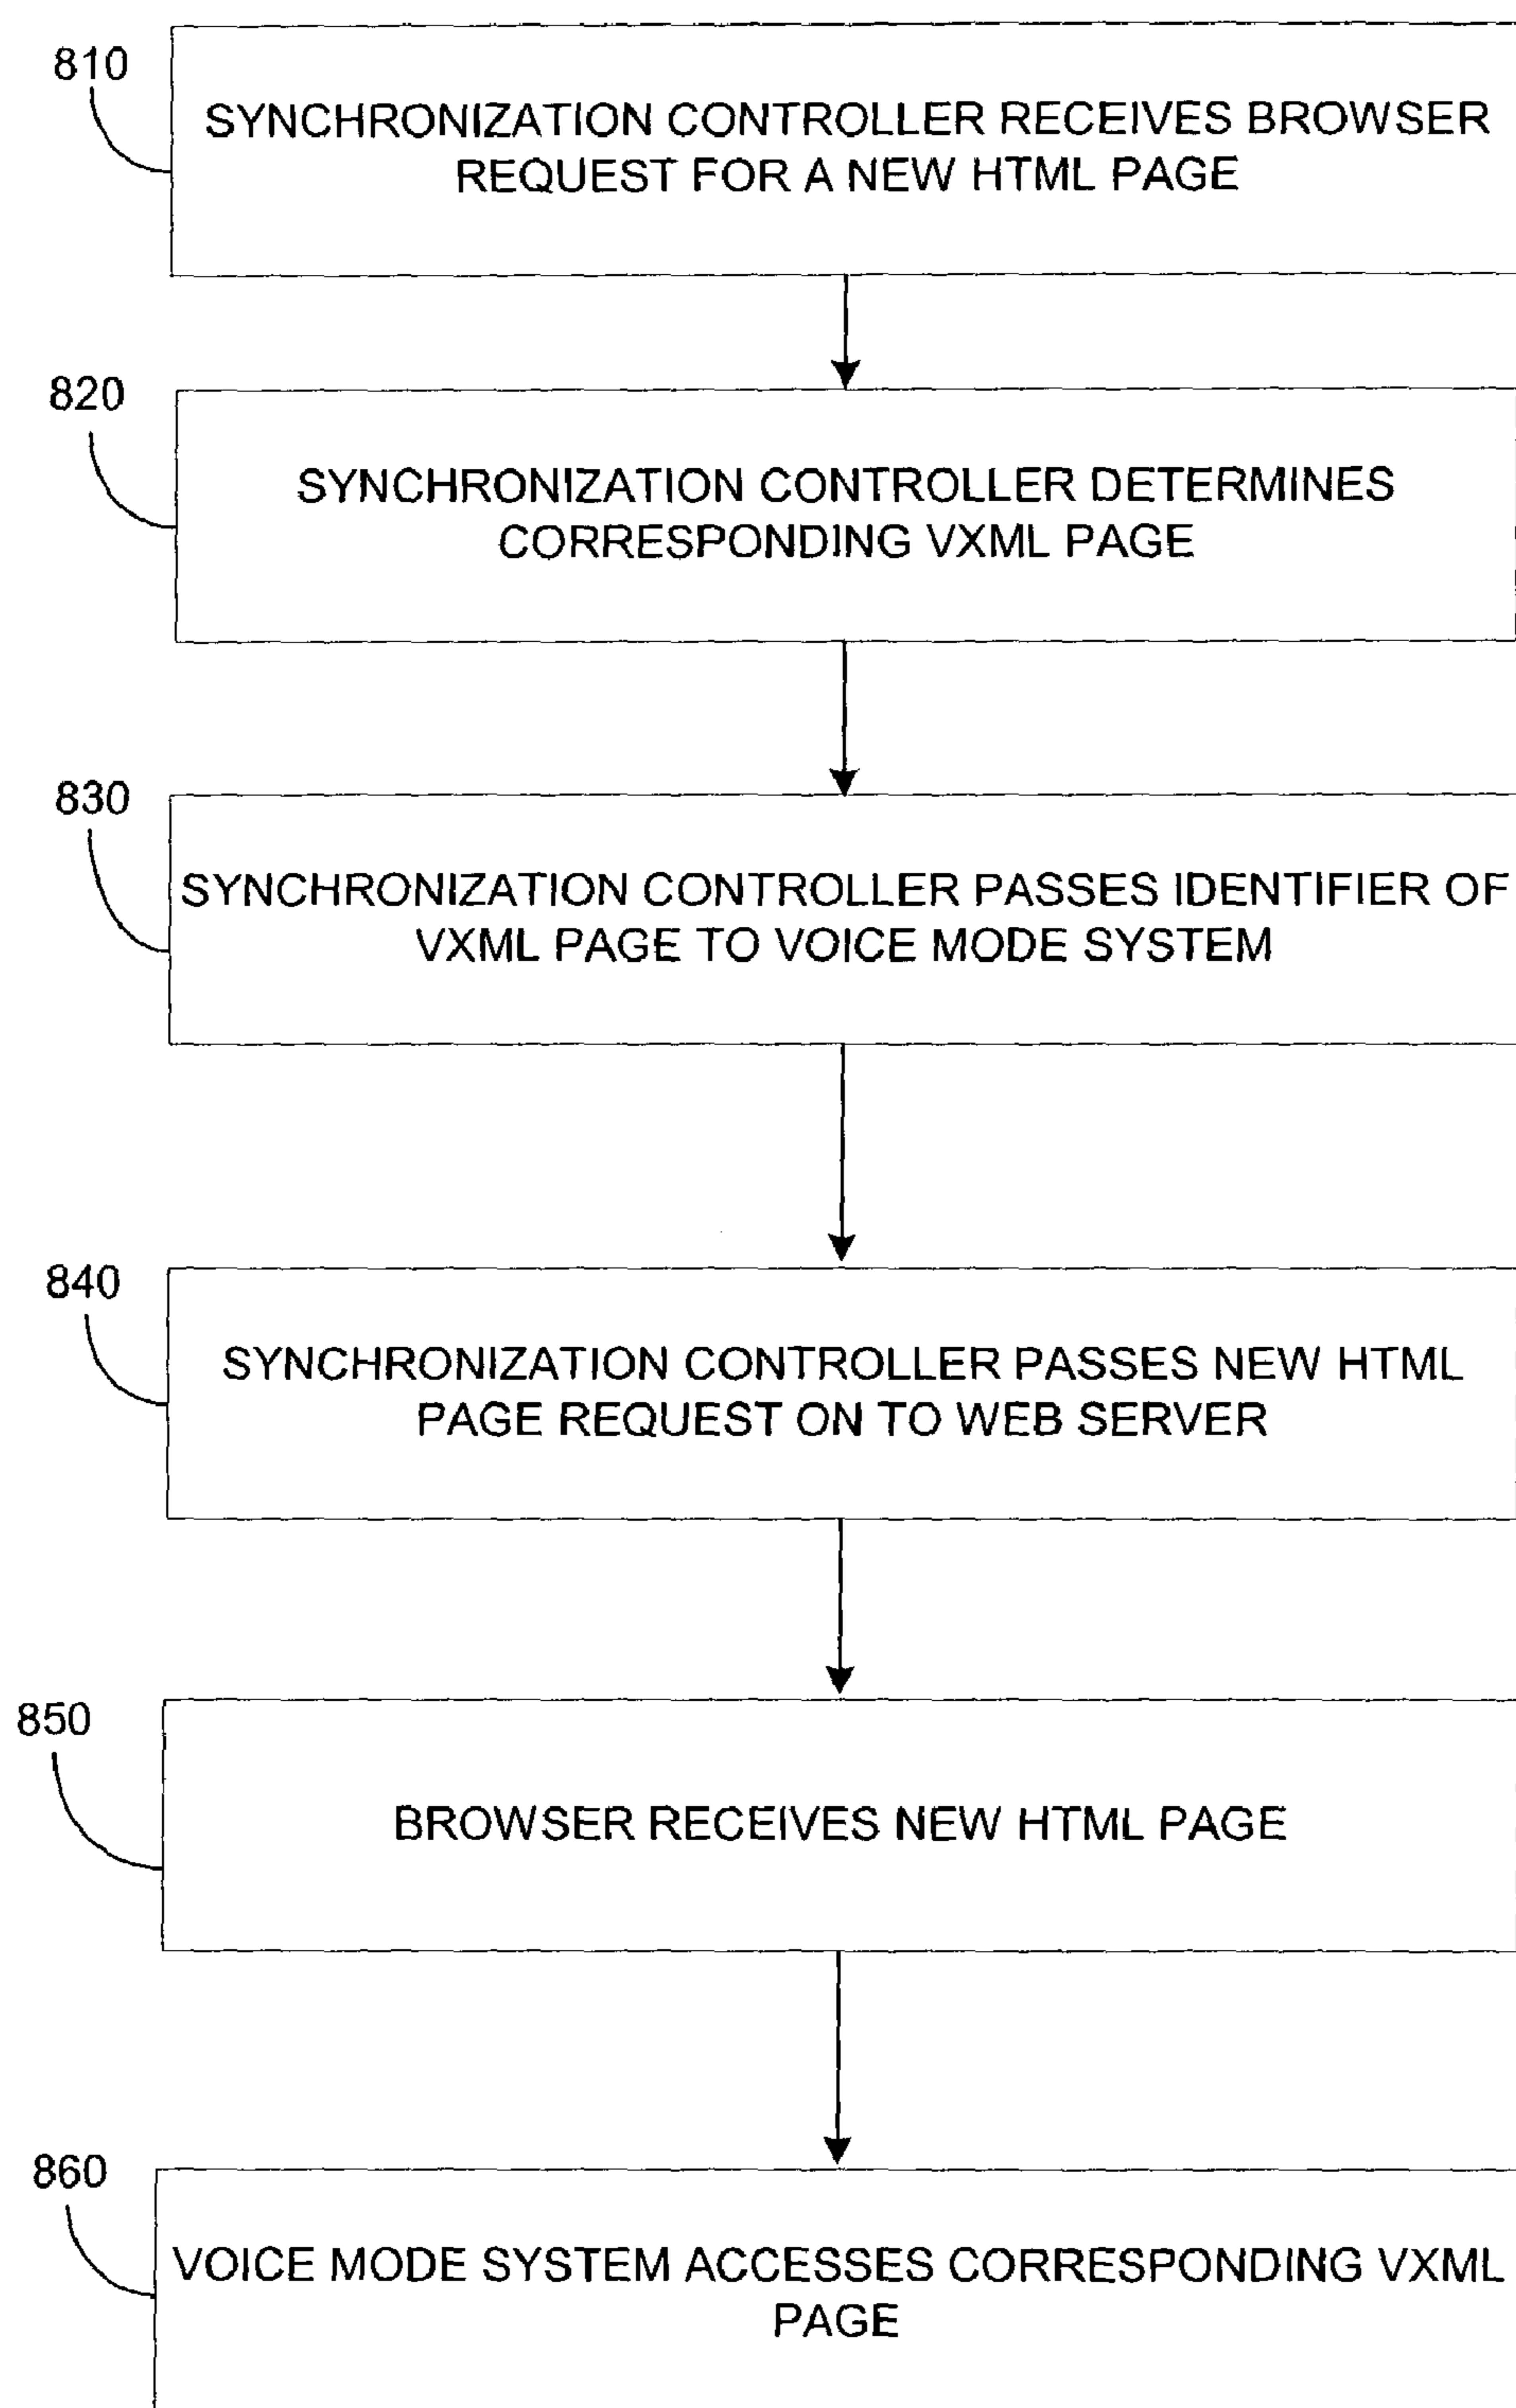 810
SYNCHRONIZATION CONTROLLER RECEIVES BROWSER
REQUEST FOR A NEW HTML PAGE
820
SYNCHRONIZATION CONTROLLER DETERMINES
CORRESPONDING VXML PAGE
830
SYNCHRONIZATION CONTROLLER PASSES IDENTIFIER OF
VXML PAGE TO VOICE MODE SYSTEM
840
SYNCHRONIZATION CONTROLLER PASSES NEW HTML
PAGE REQUEST ON TO WEB SERVER
850
BROWSER RECEIVES NEW HTML PAGE
860
VOICE MODE SYSTEM ACCESSES CORRESPONDING VXML
PAGE